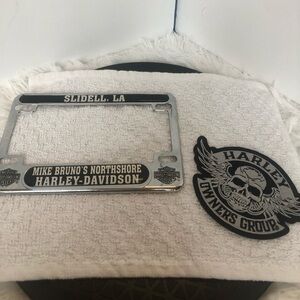 SLIDELL, LA
MIKE BRUNO'S NORTHSHORE
HARLEY-DAVIDSON
HARLEY
OWNERS GROUP